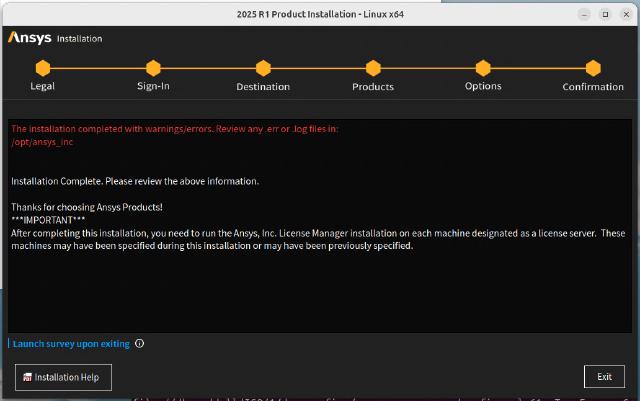 2025 R1 Product Installation - Linux x64
Ansys Installation
Legal
Sign-In
Destination
Products
Options
Confirmation
The installation completed with warnings/errors. Review any .err or .log files in:
/opt/ansys_inc
Installation Complete. Please review the above information.
Thanks for choosing Ansys Products!
***IMPORTANT***
After completing this installation, you need to run the Ansys, Inc. License Manager installation on each machine designated as a license server. These
machines may have been specified during this installation or may have been previously specified.
Launch survey upon exiting
Installation Help
Exit